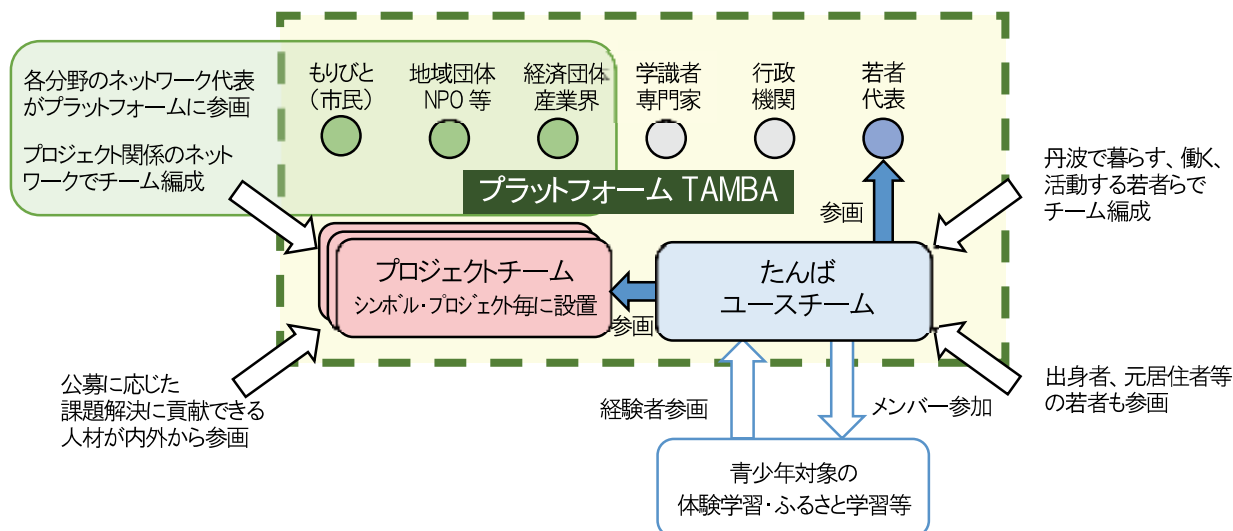 各分野のネットワーク代表
がプラットフォームに参画
プロジェクト関係のネット
ワークでチーム編成
もりびと
（市民）
地域団体
NPO 等
経済団体
産業界
学識者
専門家
行政
機関
若者
代表
プラットフォーム TAMBA
参画
丹波で暮らす、働く、
活動する若者らで
チーム編成
プロジェクトチーム
シンボル・プロジェクト毎に設置
参画
たんば
ユースチーム
公募に応じた
課題解決に貢献できる
人材が内外から参画
経験者参画
メンバー参加
出身者、元居住者等
の若者も参画
青少年対象の
体験学習・ふるさと学習等